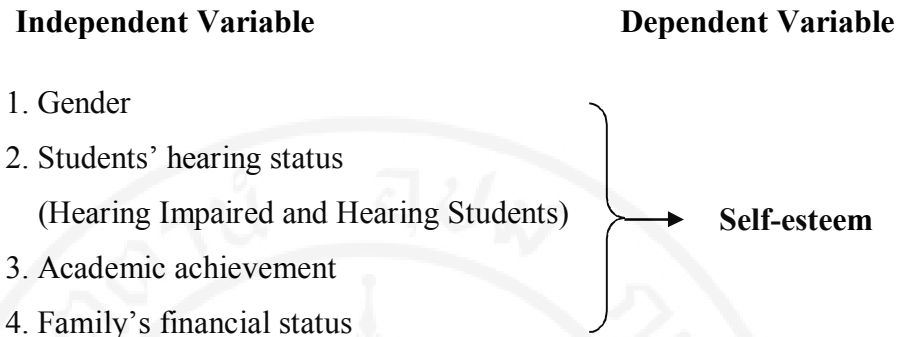 Independent Variable Dependent Variable
1. Gender
2. Students’ hearing status
(Hearing Impaired and Hearing Students)
Self-esteem
3. Academic achievement
4. Family’s financial status